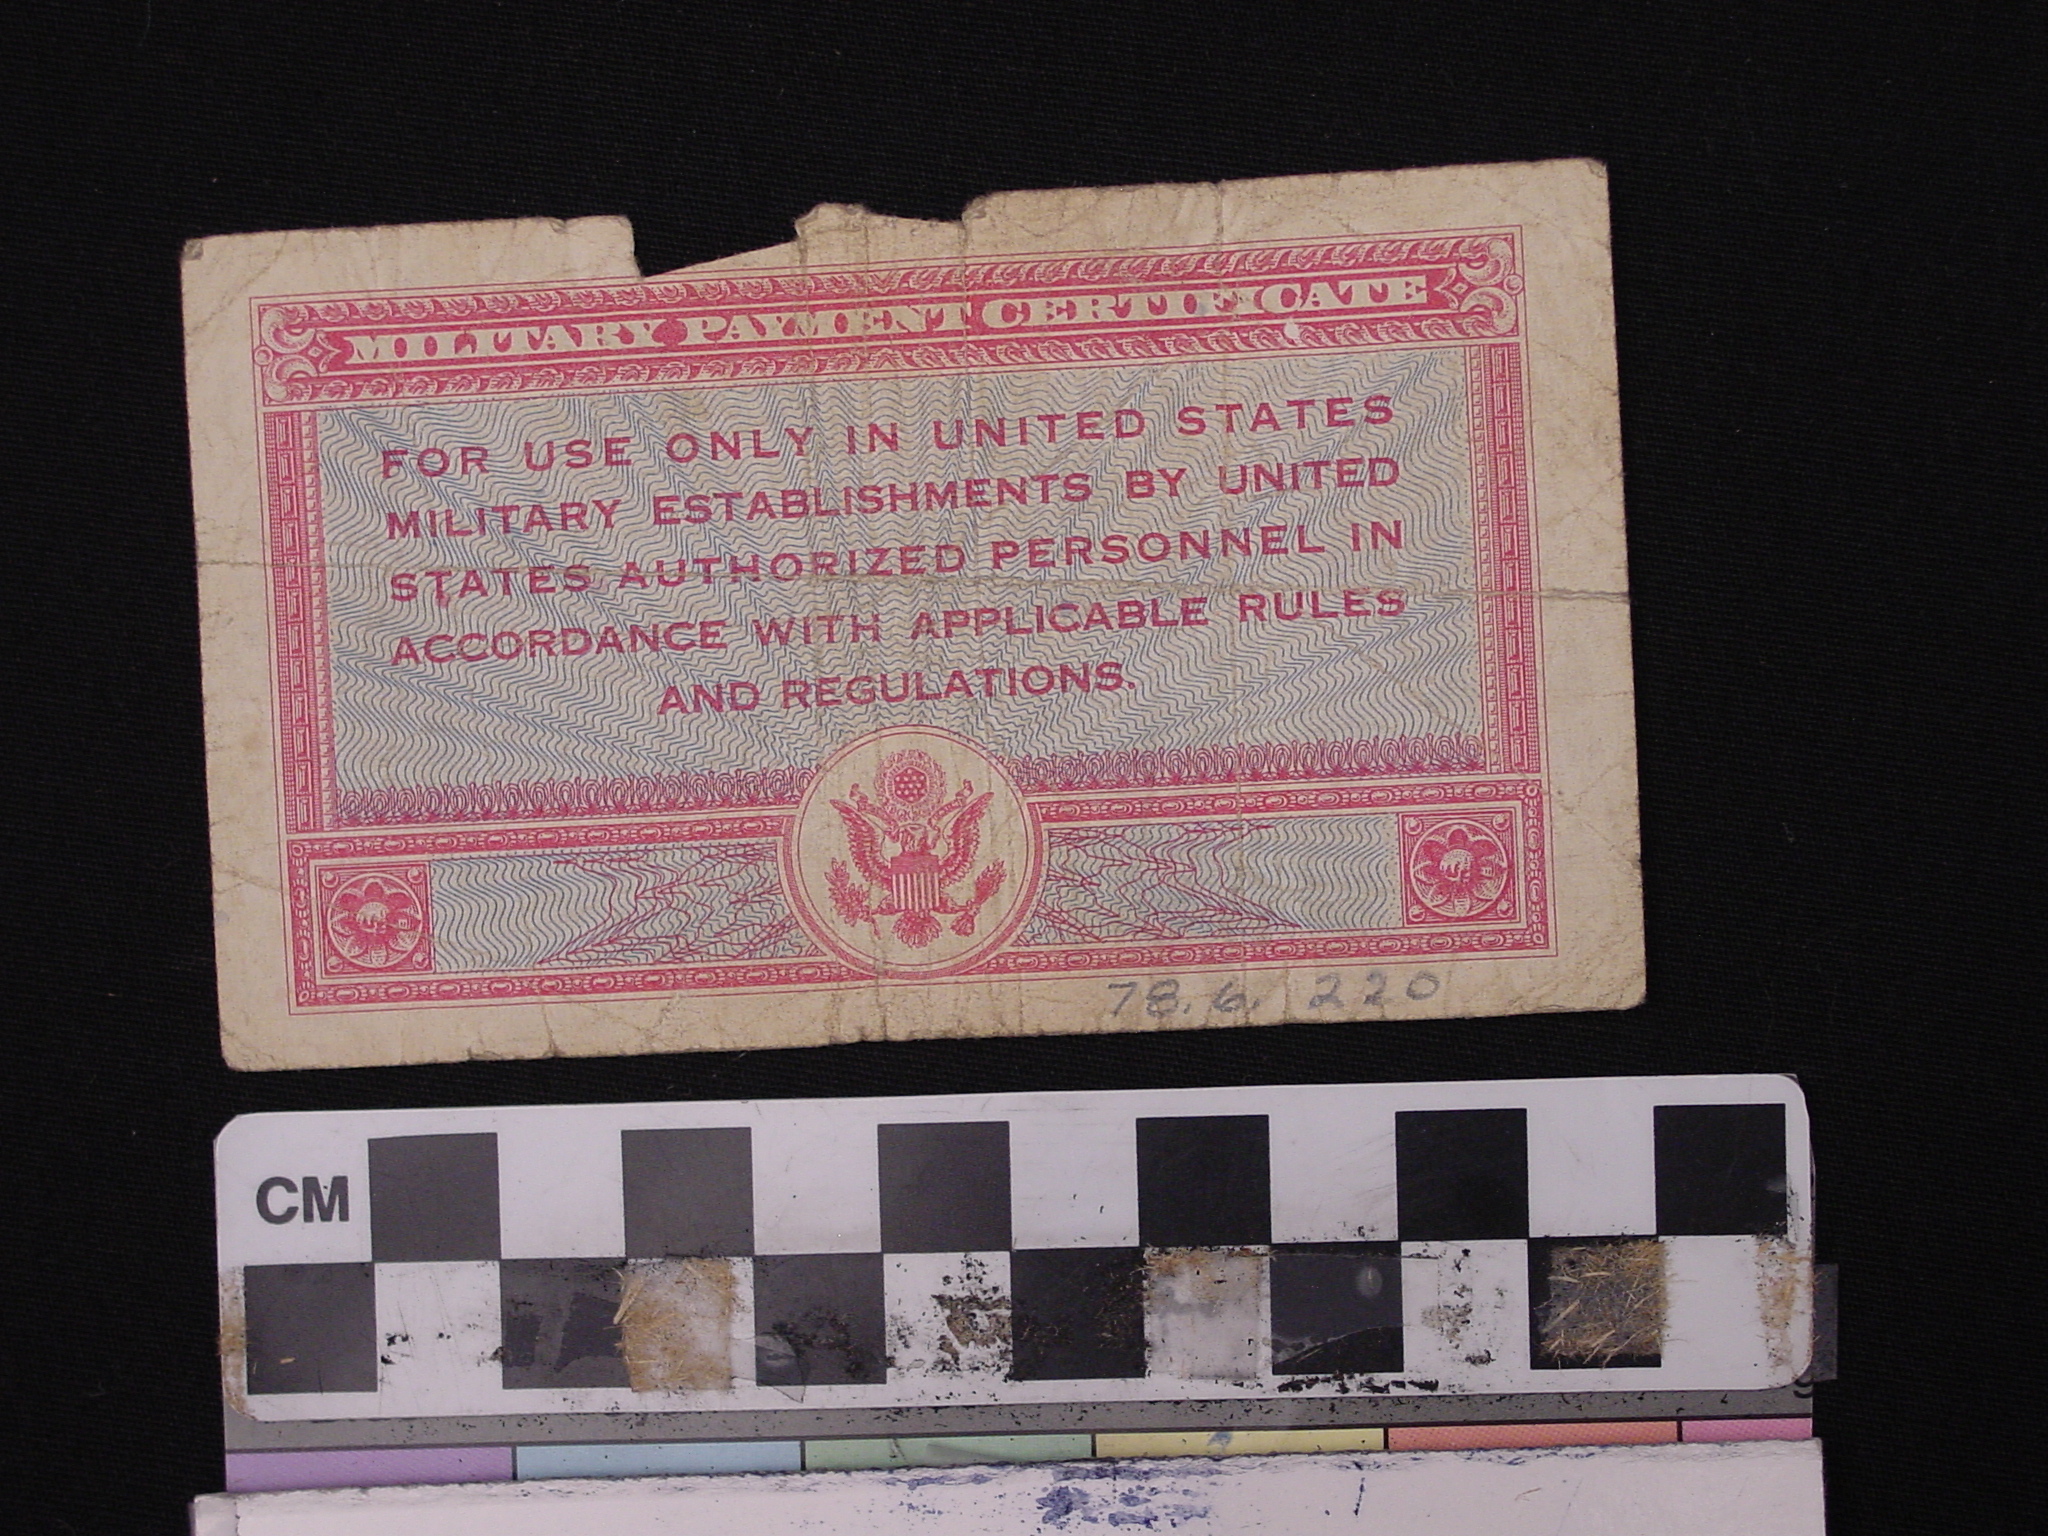 MILITARY PAYMENT CERTIFICATE
FOR USE ONLY IN UNITED STATES
MILITARY ESTABLISHMENTS BY UNITED
STATES AUTHORIZED PERSONNEL IN
ACCORDANCE WITH APPLICABLE RULES
AND REGULATIONS.
78.6. 220
CM